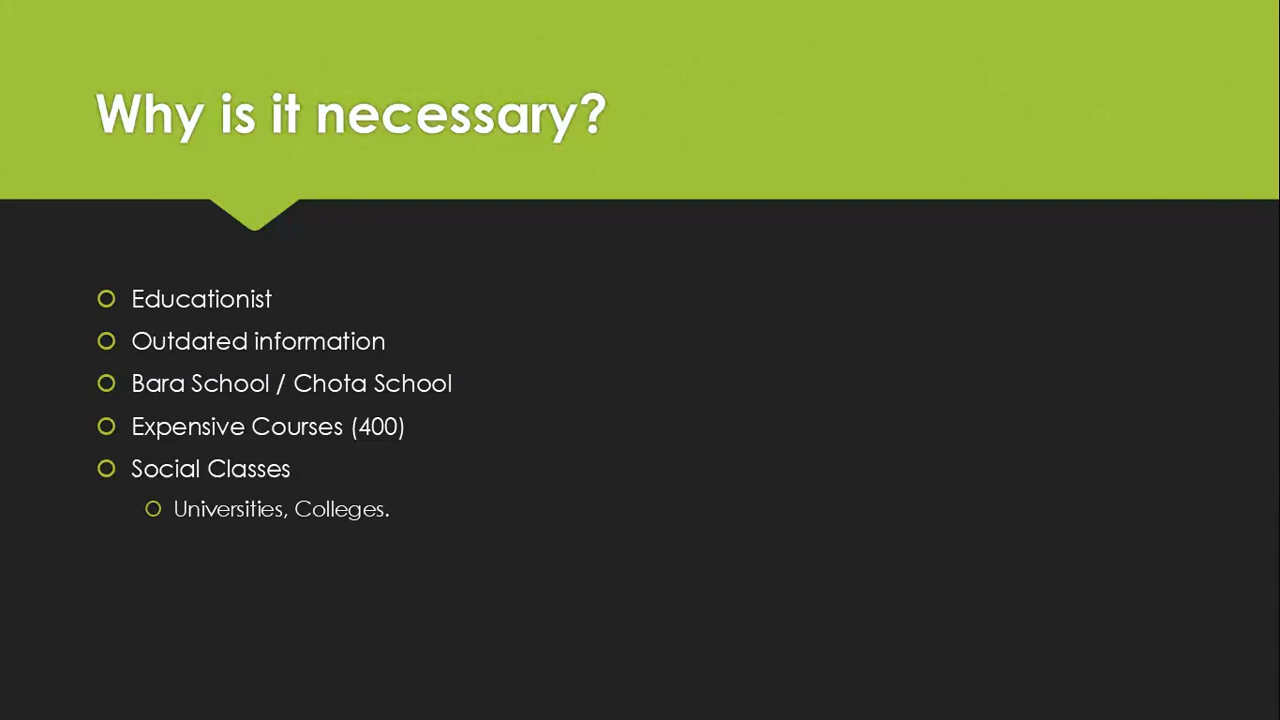 Why is it necessary?
Educationist
Outdated information
Bara School / Chota School
Expensive Courses (400)
Social Classes
Universities, Colleges.